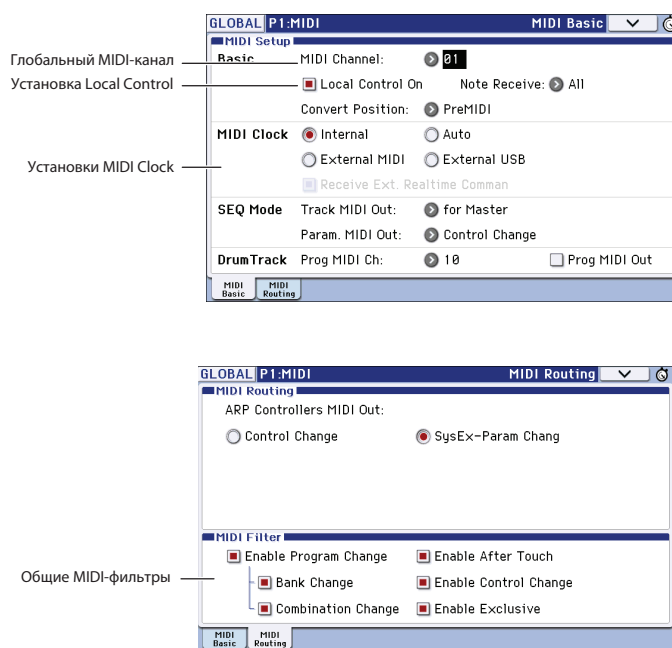 GLOBAL P1:MIDI MIDI Basic
MIDI Setup
Глобальный MIDI-канал
Basic MIDI Channel: 01
Установка Local Control
Local Control On Note Receive: All
Convert Position: PreMIDI
MIDI Clock Internal Auto
Установки MIDI Clock
External MIDI External USB
Receive Ext. Realtime Comman
SEQ Mode Track MIDI Out: for Master
Param. MIDI Out: Control Change
DrumTrack Prog MIDI Ch: 10 Prog MIDI Out
MIDI Basic MIDI Routing
GLOBAL P1:MIDI MIDI Routing
MIDI Routing
ARP Controllers MIDI Out:
Control Change SysEx-Param Chang
MIDI Filter
Enable Program Change Enable After Touch
Общие MIDI-фильтры
Bank Change Enable Control Change
Combination Change Enable Exclusive
MIDI Basic MIDI Routing